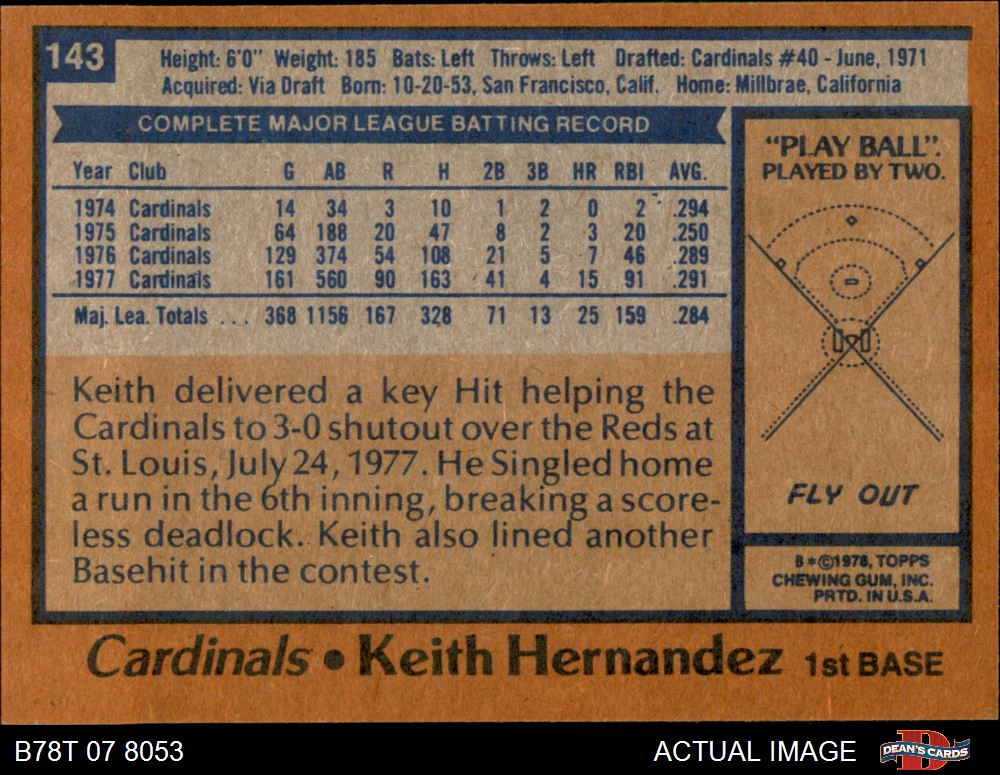 143
Height: 6'0" Weight: 185 Bats: Left Throws: Left Drafted: Cardinals #40 - June, 1971
Acquired: Via Draft Born: 10-20-53, San Francisco, Calif. Home: Millbrae, California
COMPLETE MAJOR LEAGUE BATTING RECORD
Year Club G AB R H 2B 3B HR RBI AVG.
1974 Cardinals 14 34 3 10 1 2 0 2 .294
1975 Cardinals 64 188 20 47 8 2 3 20 .250
1976 Cardinals 129 374 54 108 21 5 7 46 .289
1977 Cardinals 161 560 90 163 41 4 15 91 .291
Maj. Lea. Totals ... 368 1156 167 328 71 13 25 159 .284
Keith delivered a key Hit helping the
Cardinals to 3-0 shutout over the Reds at
St. Louis, July 24, 1977. He Singled home
a run in the 6th inning, breaking a score-
less deadlock. Keith also lined another
Basehit in the contest.
"PLAY BALL".
PLAYED BY TWO.
FLY OUT
B*©1978, TOPPS
CHEWING GUM, INC.
PRTD. IN U.S.A.
Cardinals • Keith Hernandez 1st BASE
B78T 07 8053
ACTUAL IMAGE
D
DEAN'S CARDS